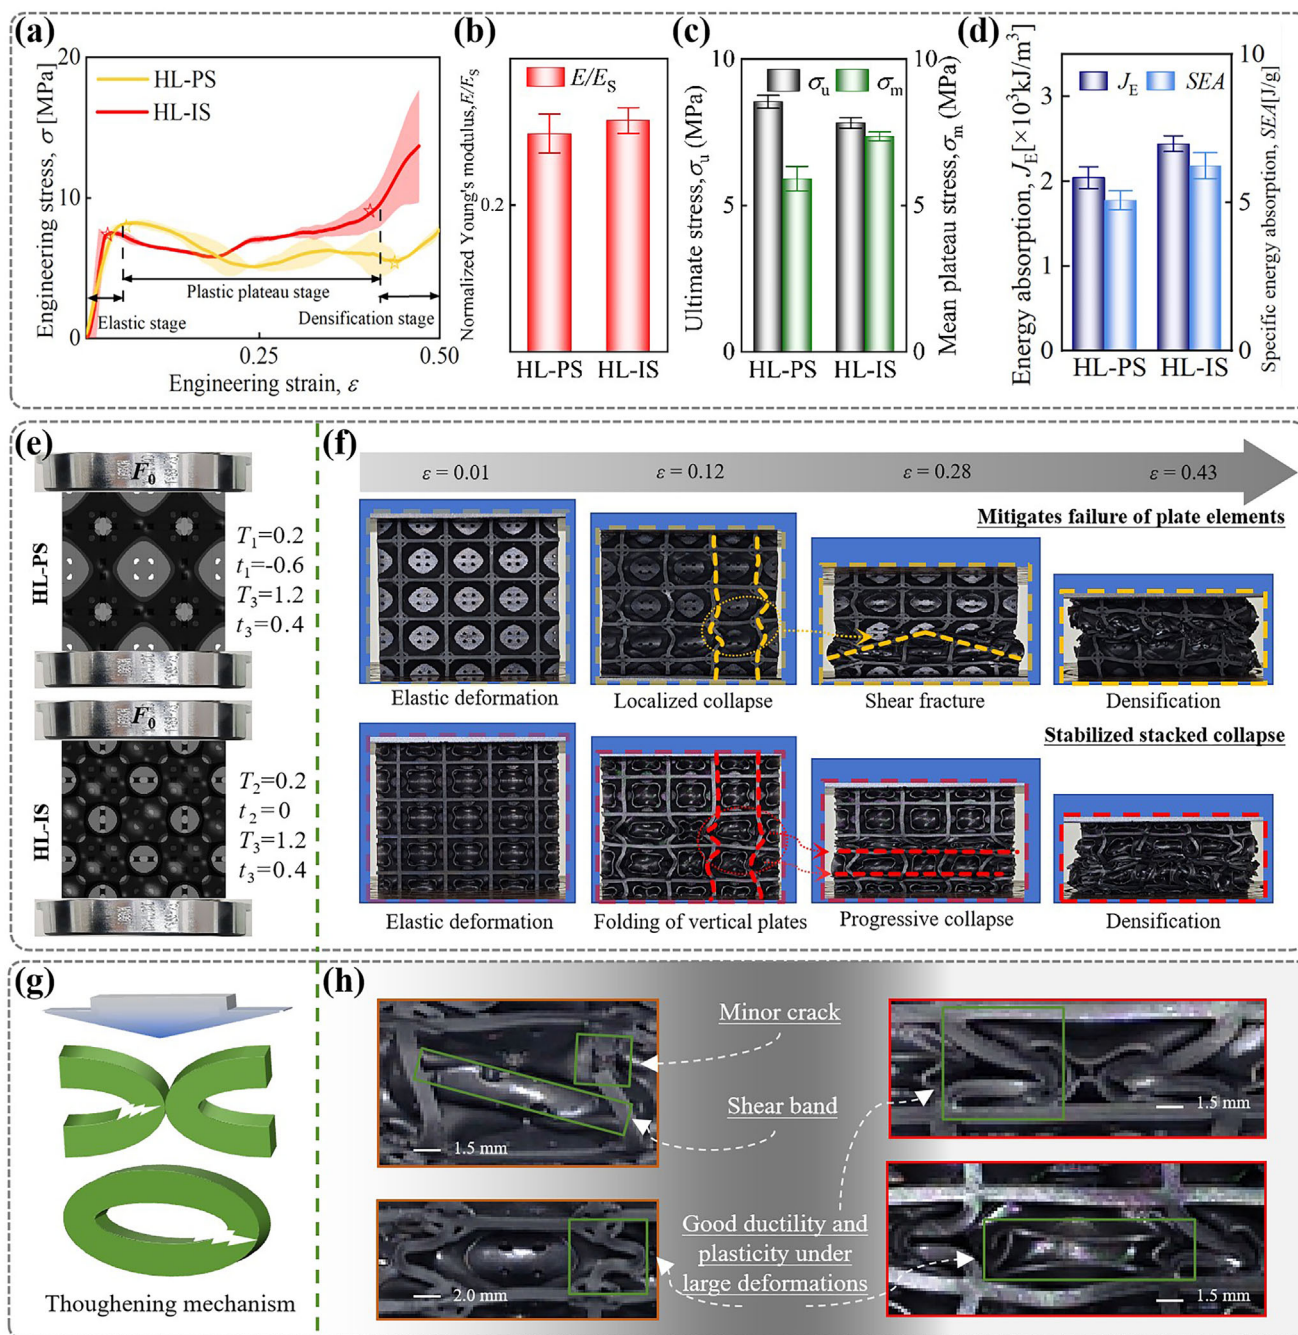 (a)
20
10
0
Engineering stress, σ [MPa]
HL-PS
HL-IS
Plastic plateau stage
Elastic stage
Densification stage
0.25
0.50
Engineering strain, ε
(b)
Normalized Young's modulus,E/E_S
0.2
E/E_S
HL-PS
HL-IS
(c)
Ultimate stress,σ_u (MPa)
10
5
0
σ_u
σ_m
10
5
0
Mean plateau stress,σ_m (MPa)
HL-PS
HL-IS
(d)
Energy absorption, J_E[×10³kJ/m³]
3
2
1
0
J_E
SEA
10
5
0
Specific energy absorption, SEA[J/g]
HL-PS
HL-IS
(e)
F₀
HL-PS
T₁=0.2
t₁=-0.6
T₃=1.2
t₃=0.4
F₀
HL-IS
T₂=0.2
t₂=0
T₃=1.2
t₃=0.4
(f)
ε = 0.01
ε = 0.12
ε = 0.28
ε = 0.43
Mitigates failure of plate elements
Elastic deformation
Localized collapse
Shear fracture
Densification
Stabilized stacked collapse
Elastic deformation
Folding of vertical plates
Progressive collapse
Densification
(g)
Thoughening mechanism
(h)
Minor crack
Shear band
1.5 mm
1.5 mm
Good ductility and
plasticity under
large deformations
2.0 mm
1.5 mm